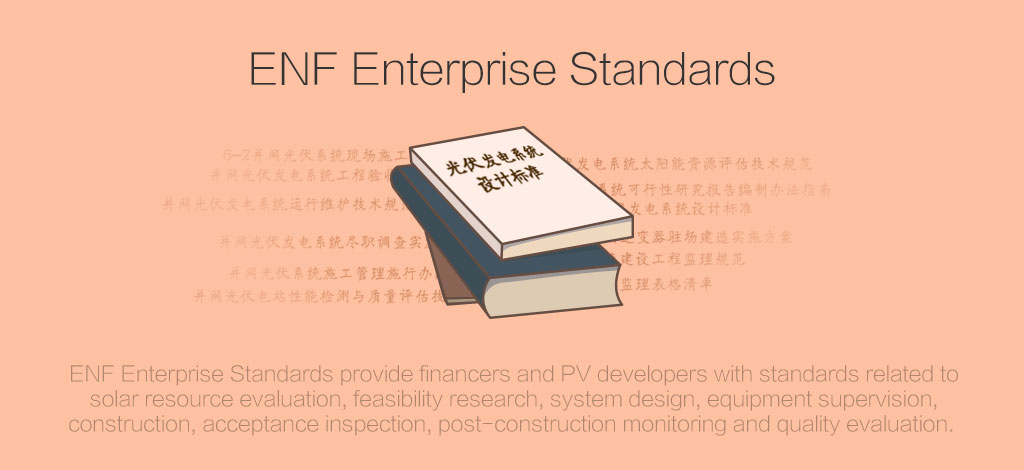 ENF Enterprise Standards
光伏发电系统
设计标准
6-2并网光伏系统现场施工
并网光伏发电系统工程验收
并网光伏发电系统运行维护技术规
并网光伏发电系统尽职调查实
并网光伏系统施工管理施行办
并网光伏电站性能检测与质量评估技
发电系统太阳能资源评估技术规范
系统可行性研究报告编制办法指南
发电系统设计标准
变器驻场建造实施方案
建设工程监理规范
监理表格清单
ENF Enterprise Standards provide financers and PV developers with standards related to
solar resource evaluation, feasibility research, system design, equipment supervision,
construction, acceptance inspection, post-construction monitoring and quality evaluation.